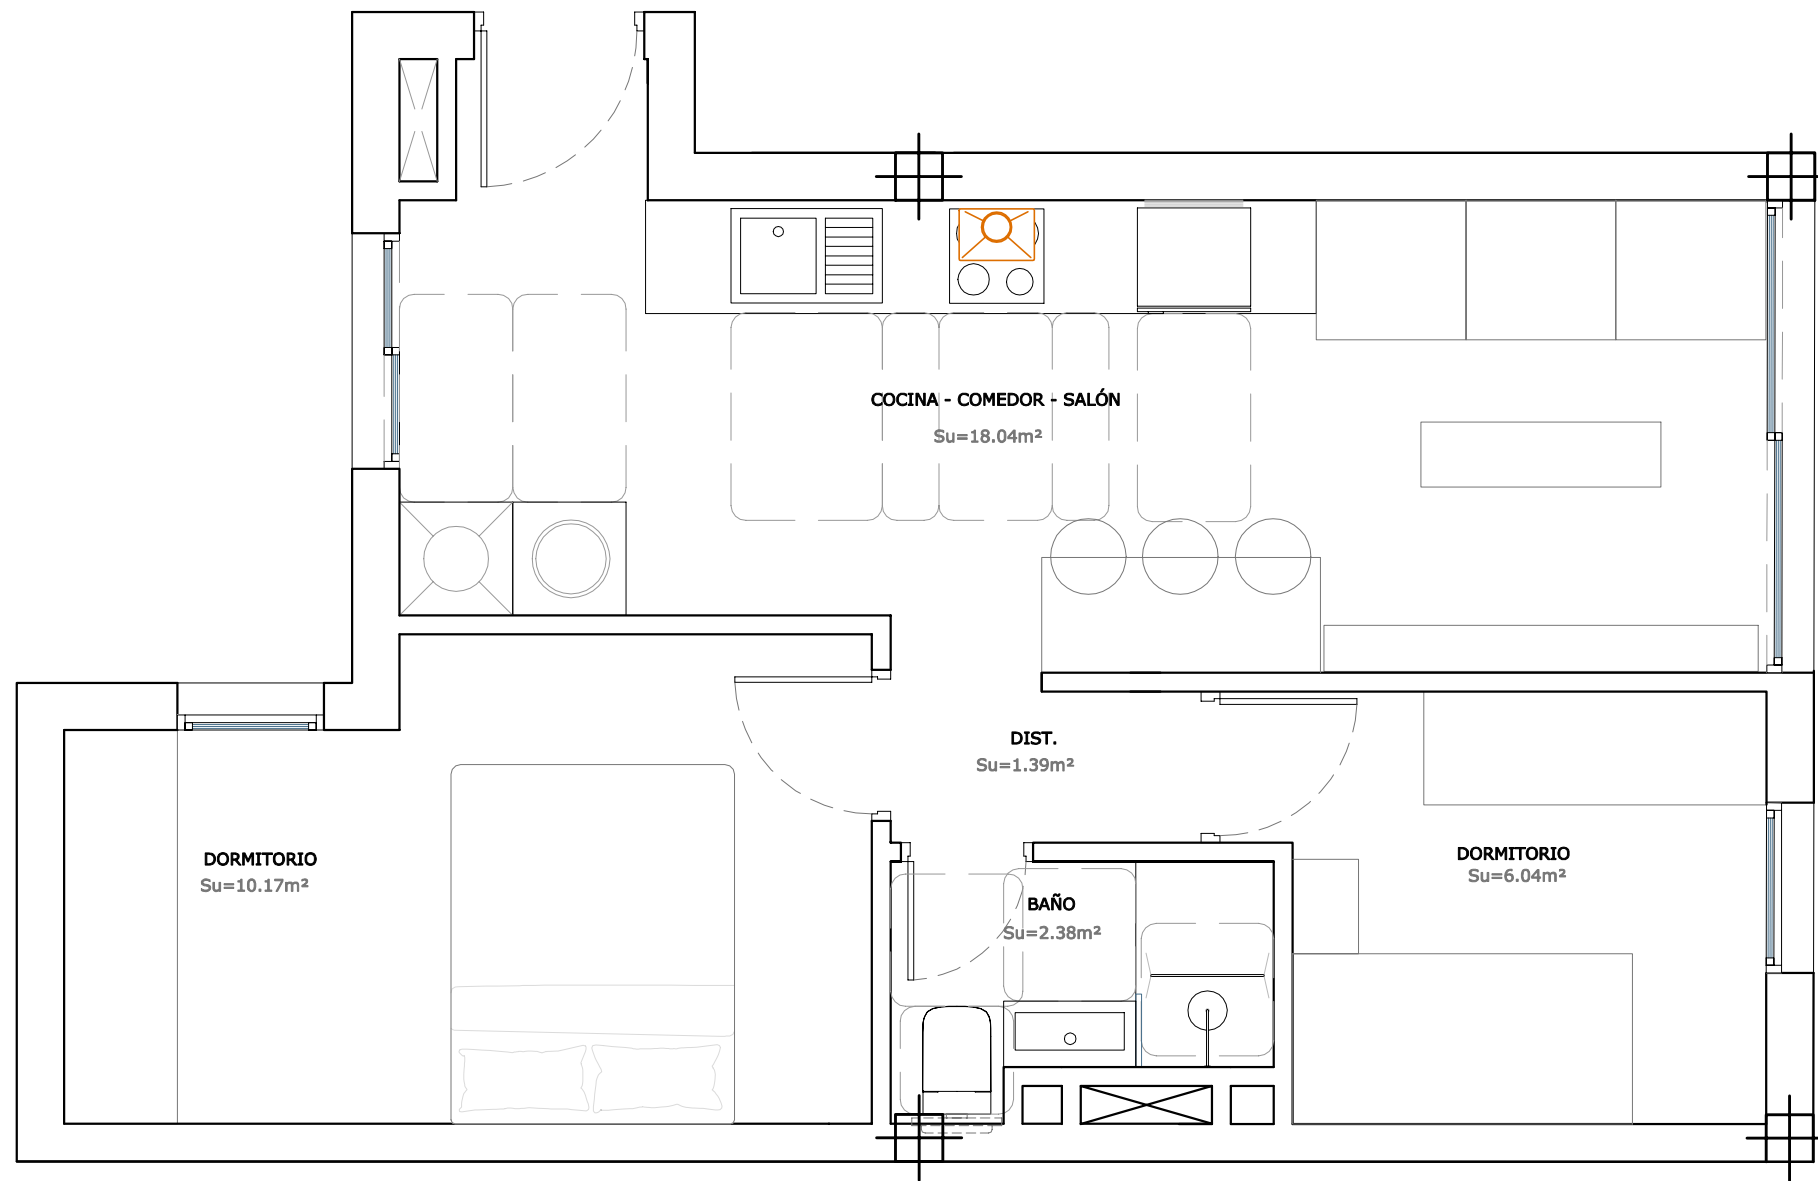 COCINA - COMEDOR - SALÓN
Su=18.04m²
DIST.
Su=1.39m²
DORMITORIO
Su=10.17m²
DORMITORIO
Su=6.04m²
BAÑO
Su=2.38m²